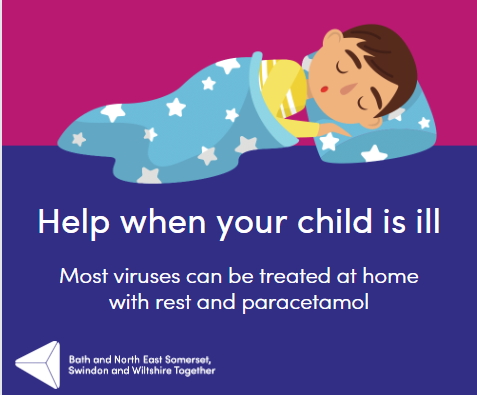 Help when your child is ill
Most viruses can be treated at home
with rest and paracetamol
Bath and North East Somerset,
Swindon and Wiltshire Together